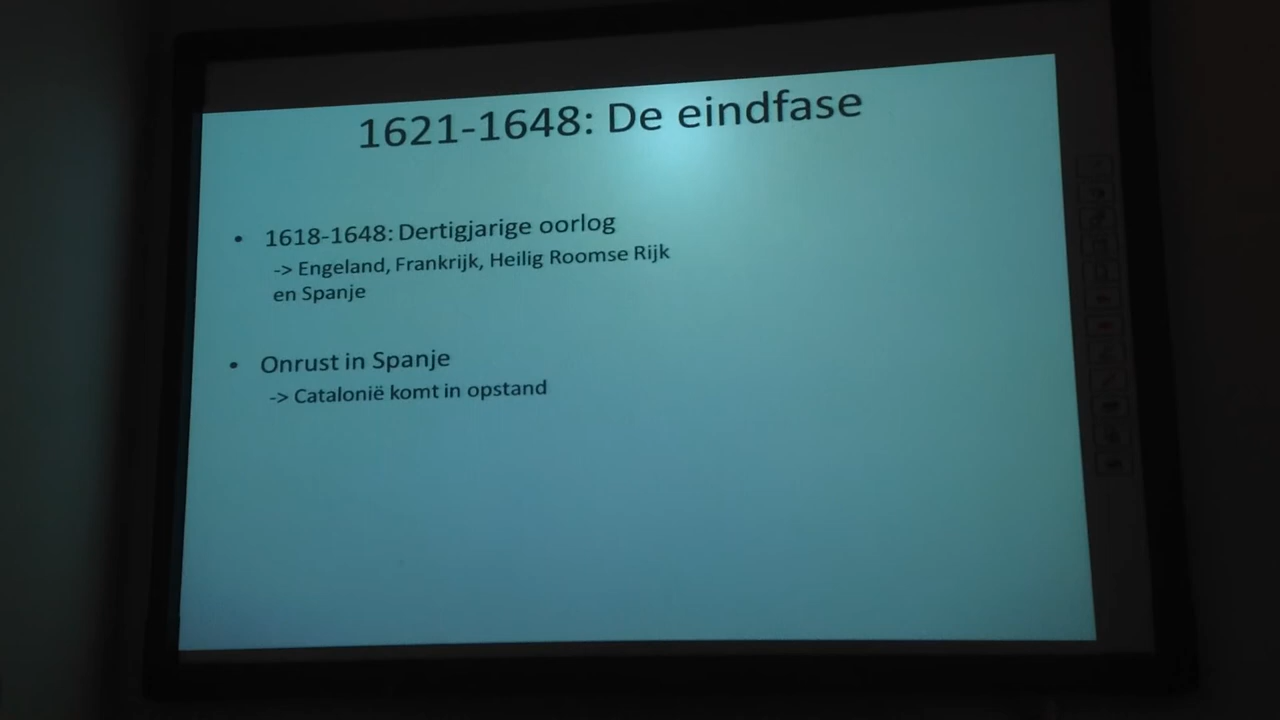 1621-1648: De eindfase
• 1618-1648: Dertigjarige oorlog
-> Engeland, Frankrijk, Heilig Roomse Rijk
en Spanje
• Onrust in Spanje
-> Catalonië komt in opstand